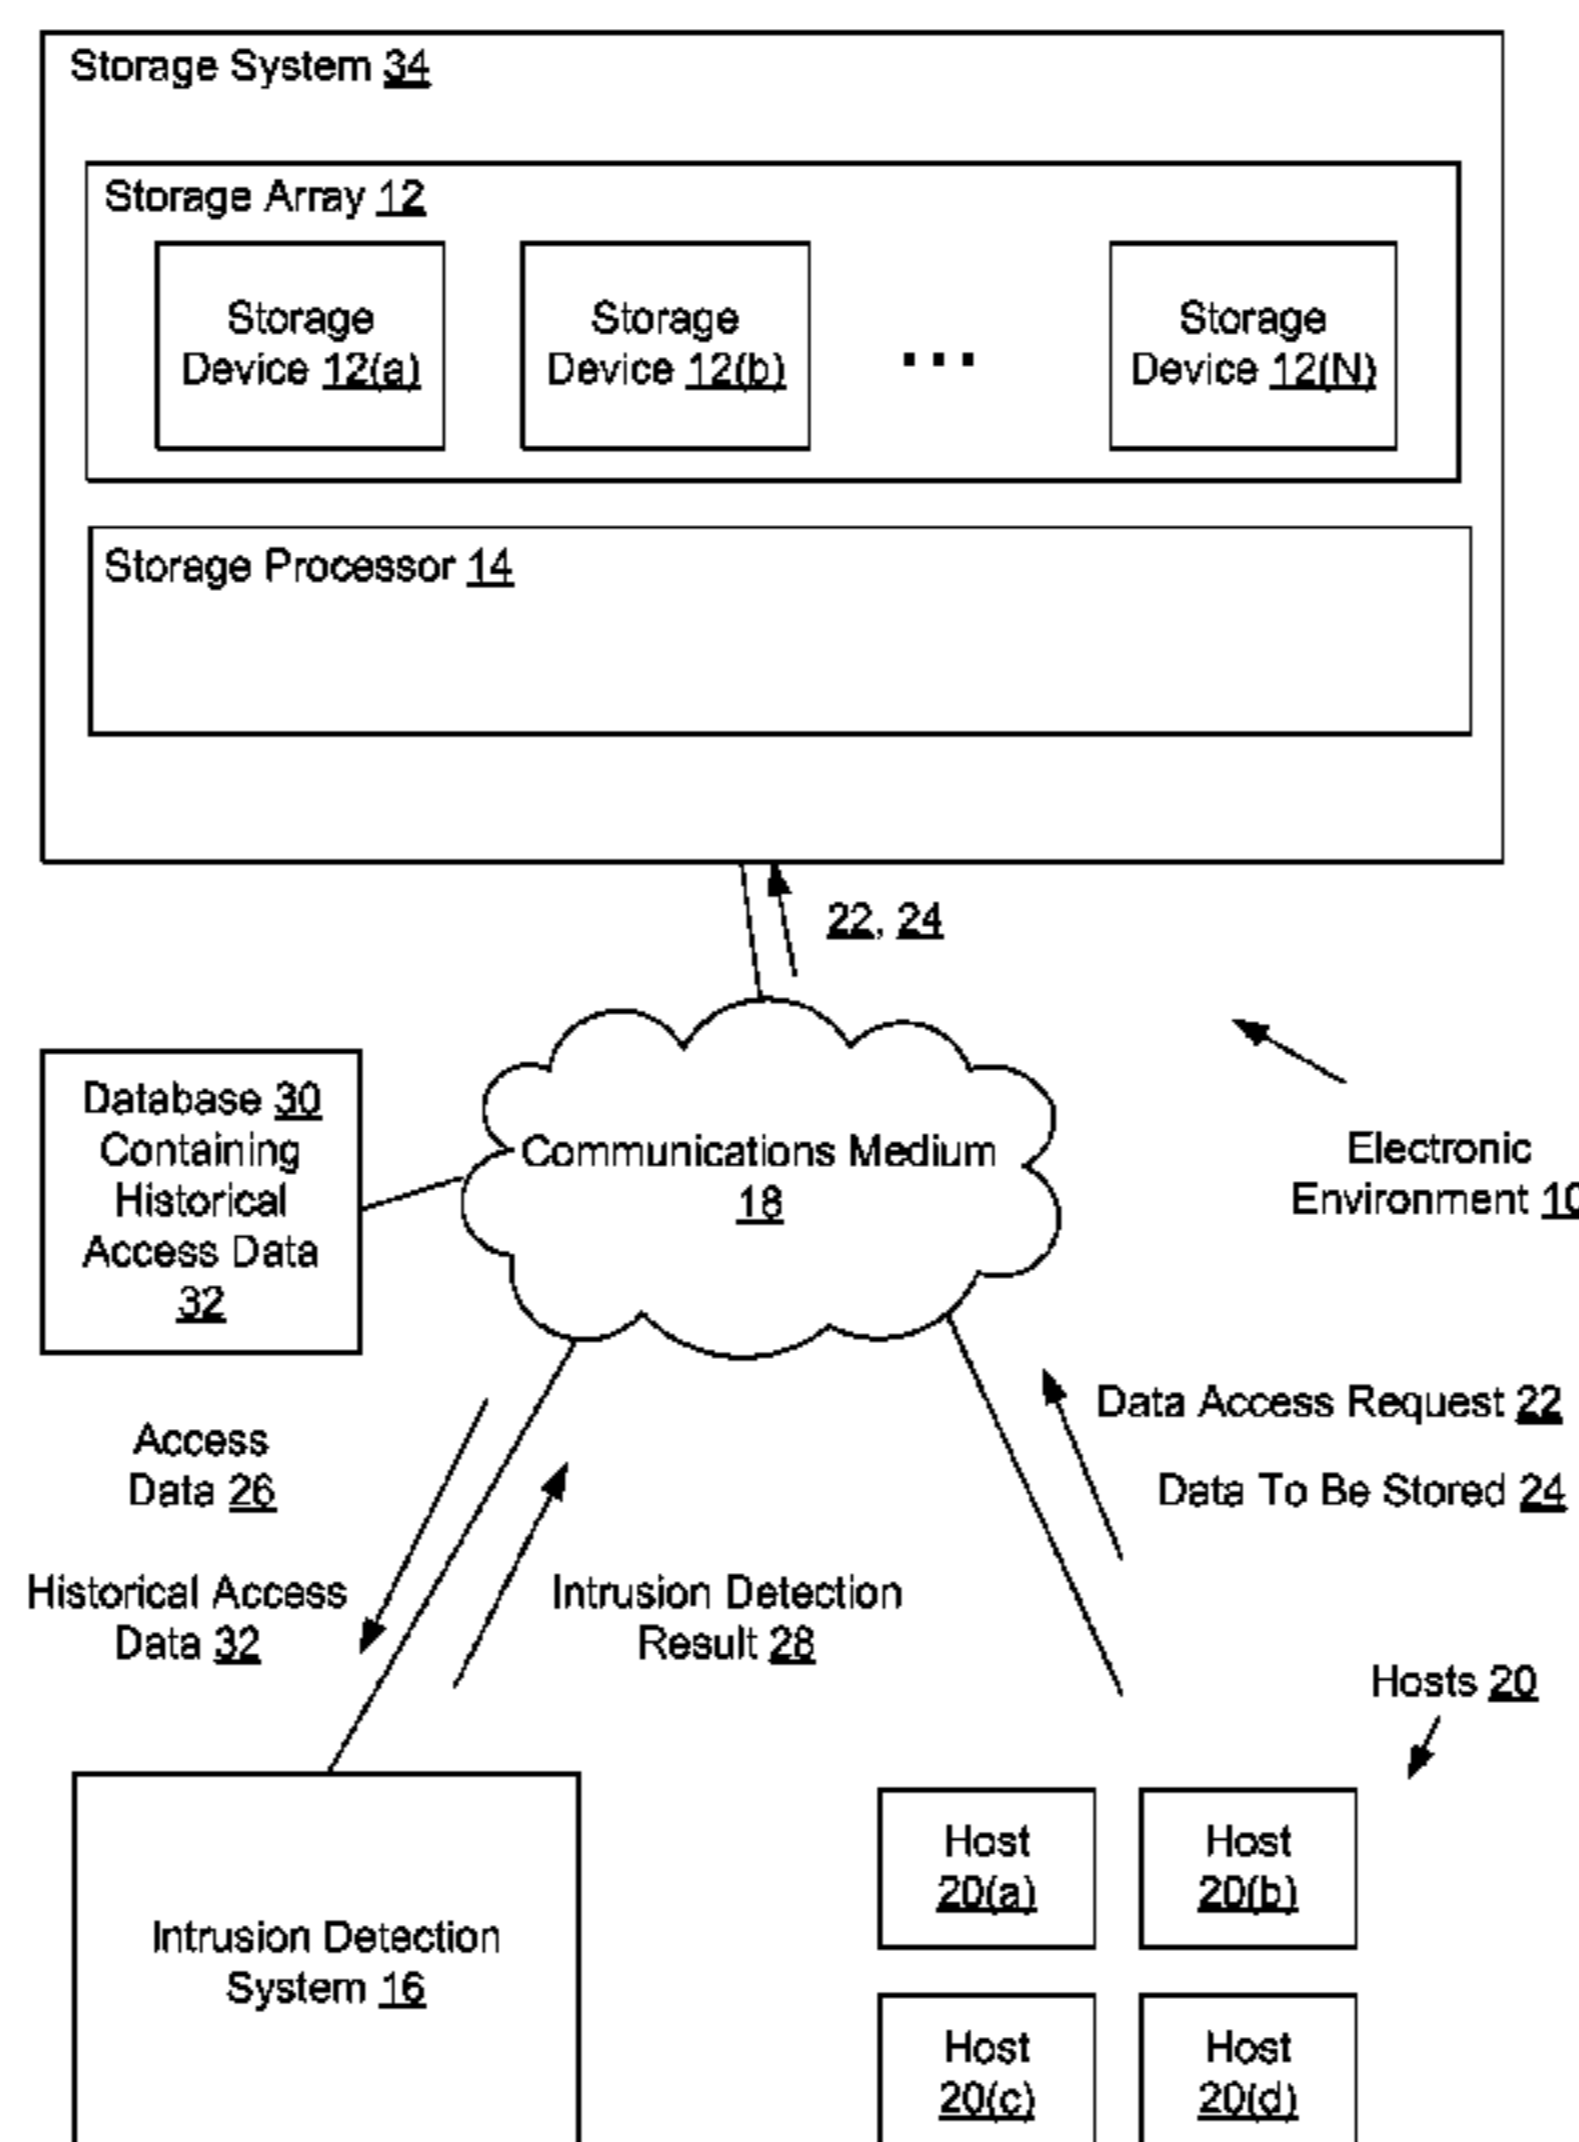 Storage System 34
Storage Array 12
Storage
Device 12(a)
Storage
Device 12(b)
...
Storage
Device 12(N)
Storage Processor 14
22, 24
Database 30
Containing
Historical
Access Data
32
Communications Medium
18
Electronic
Environment 10
Access
Data 26
Data Access Request 22
Data To Be Stored 24
Historical Access
Data 32
Intrusion Detection
Result 28
Hosts 20
Intrusion Detection
System 16
Host
20(a)
Host
20(b)
Host
20(c)
Host
20(d)